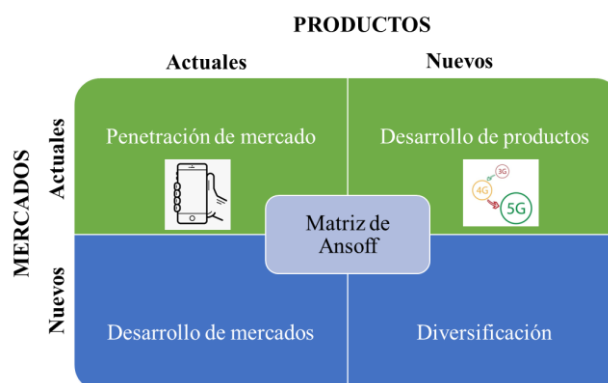 PRODUCTOS
Actuales
Nuevos
MERCADOS
Actuales
Nuevos
Penetración de mercado
Desarrollo de productos
3G
4G
5G
Matriz de
Ansoff
Desarrollo de mercados
Diversificación